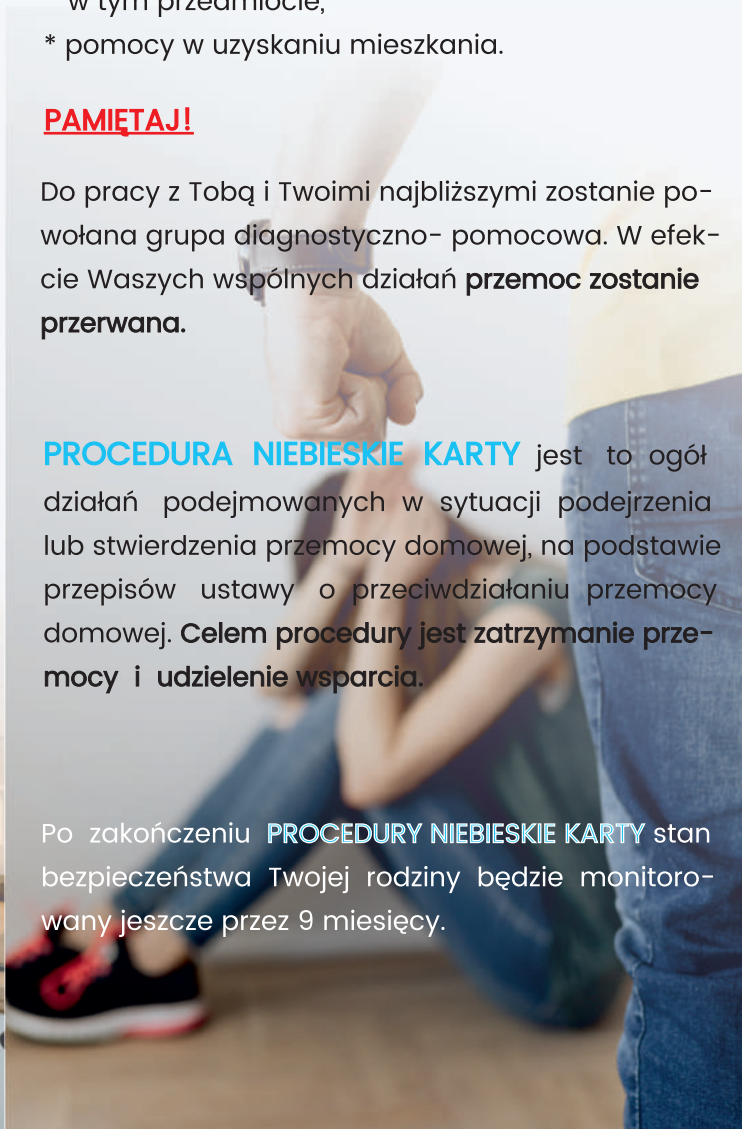 w tym przedmiocie,
* pomocy w uzyskaniu mieszkania.
PAMIĘTAJ!
Do pracy z Tobą i Twoimi najbliższymi zostanie po-
wołana grupa diagnostyczno- pomocowa. W efek-
cie Waszych wspólnych działań przemoc zostanie
przerwana.
PROCEDURA NIEBIESKIE KARTY jest to ogół
działań podejmowanych w sytuacji podejrzenia
lub stwierdzenia przemocy domowej, na podstawie
przepisów ustawy o przeciwdziałaniu przemocy
domowej. Celem procedury jest zatrzymanie prze-
mocy i udzielenie wsparcia.
Po zakończeniu PROCEDURY NIEBIESKIE KARTY stan
bezpieczeństwa Twojej rodziny będzie monitoro-
wany jeszcze przez 9 miesięcy.